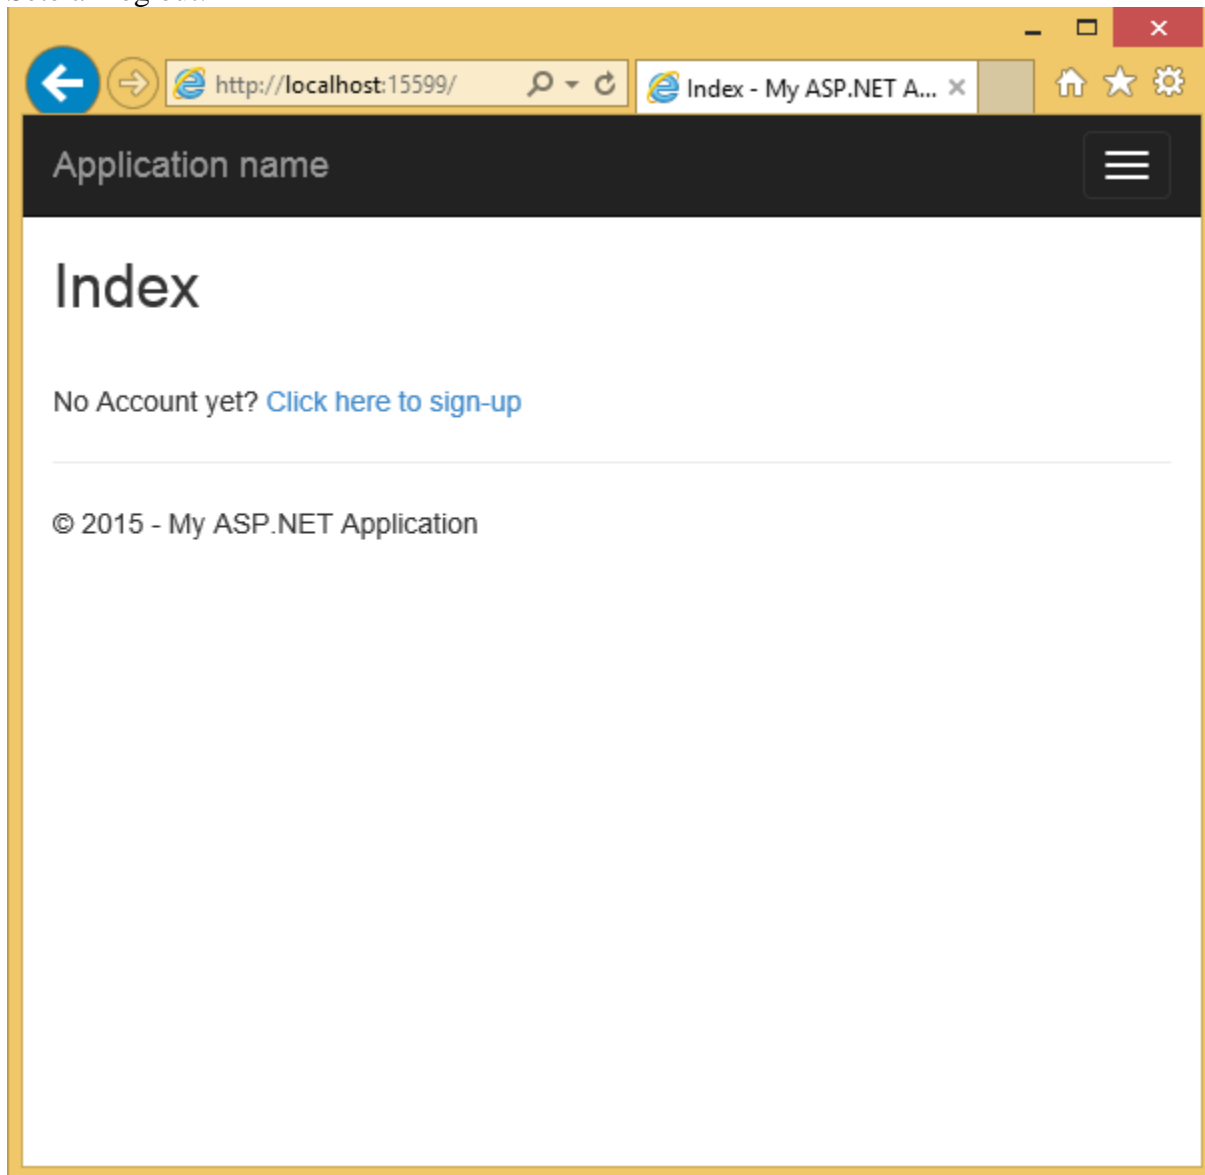 http://localhost:15599/
Index - My ASP.NET A...
Application name
Index
No Account yet? Click here to sign-up
© 2015 - My ASP.NET Application